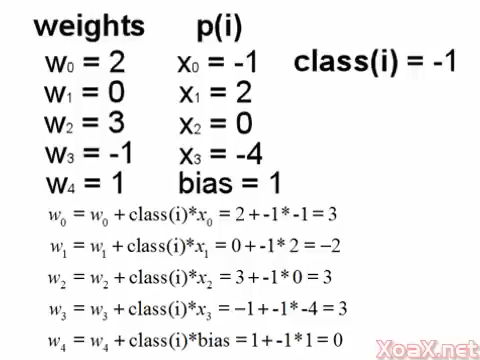 weights p(i)
w₀ = 2 x₀ = -1 class(i) = -1
w₁ = 0 x₁ = 2
w₂ = 3 x₂ = 0
w₃ = -1 x₃ = -4
w₄ = 1 bias = 1
w₀ = w₀ + class(i)*x₀ = 2 + -1* -1 = 3
w₁ = w₁ + class(i)*x₁ = 0 + -1* 2 = −2
w₂ = w₂ + class(i)*x₂ = 3 + -1* 0 = 3
w₃ = w₃ + class(i)*x₃ = −1 + -1* -4 = 3
w₄ = w₄ + class(i)*bias = 1 + -1*1 = 0
XoaX.net